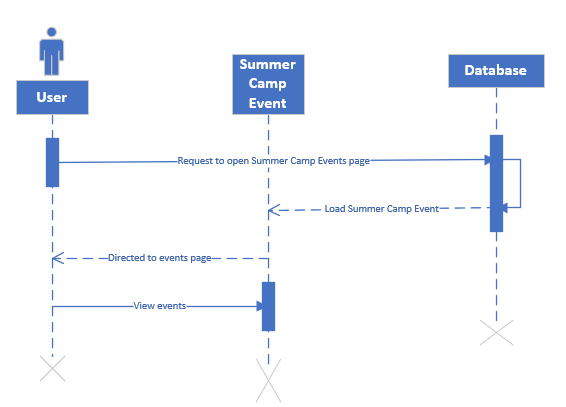 Summer
Camp
Event
Database
User
Request to open Summer Camp Events page
Load Summer Camp Event
Directed to events page
View events